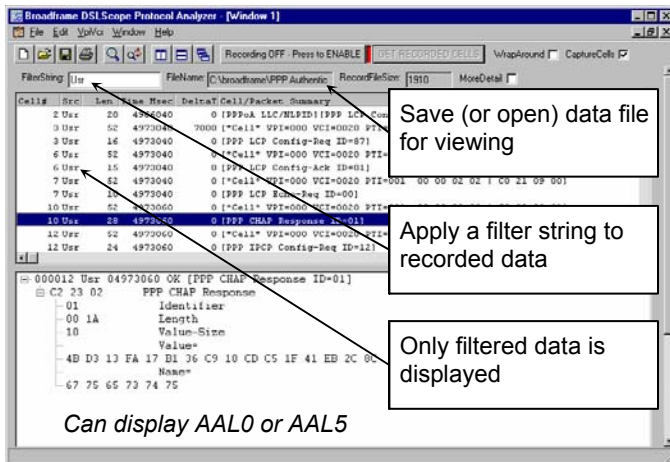 Broadframe DSLScope Protocol Analyzer - [Window 1]
File Edit VpiVci Window Help
Recording OFF - Press to ENABLE GET RECORDED CELLS WrapAround CaptureCells
FilterString: Usr FileName: C:\broadframe\PPP Authentic RecordFileSize: 1910 MoreDetail
Cell# Src Len Time Msec DeltaT Cell/Packet Summary
2 Usr 20 4966040 0 [PPPoA LLC/NLPID][PPP LCP Con
3 Usr 52 4973040 7000 [*Cell* VPI=000 VCI=0020 PTI=
3 Usr 16 4973040 0 [PPP LCP Config-Req ID=87]
6 Usr 52 4973040 0 [*Cell* VPI=000 VCI=0020 PTI=
6 Usr 15 4973040 0 [PPP LCP Config-Ack ID=01]
7 Usr 52 4973040 0 [*Cell* VPI=000 VCI=0020 PTI=001 00 00 02 02 | C0 21 09 00]
7 Usr 10 4973040 0 [PPP LCP Echo-Req ID=00]
10 Usr 52 4973060 0 [*Cell* VPI=000 VCI=0020 PTI=
10 Usr 28 4973060 0 [PPP CHAP Response ID=01]
12 Usr 52 4973060 0 [*Cell* VPI=000 VCI=0020 PTI=
12 Usr 24 4973060 0 [PPP IPCP Config-Req ID=12]
Save (or open) data file
for viewing
Apply a filter string to
recorded data
Only filtered data is
displayed
000012 Usr 04973060 OK [PPP CHAP Response ID=01]
C2 23 02 PPP CHAP Response
01 Identifier
00 1A Length
10 Value-Size
Value=
4B D3 13 FA 17 B1 36 C9 10 CD C5 1F 41 EB 2C
Name=
67 75 65 73 74 75
Can display AAL0 or AAL5